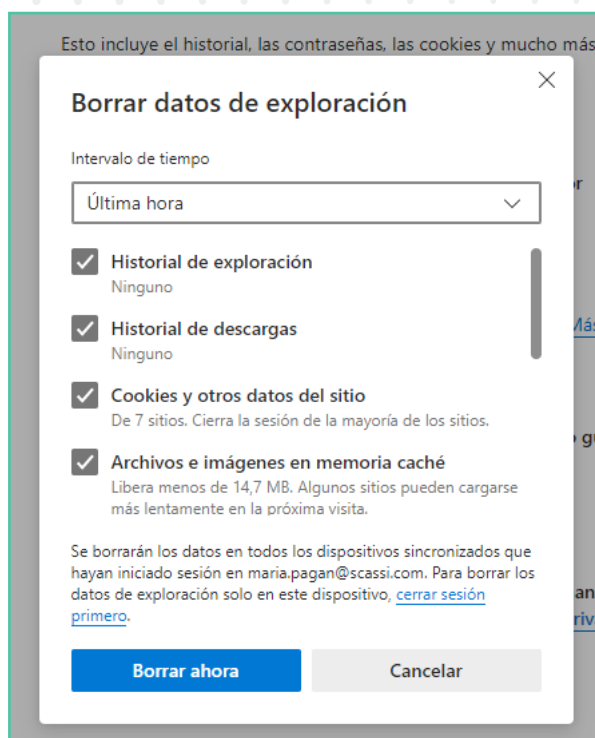 Esto incluye el historial, las contraseñas, las cookies y mucho más
Borrar datos de exploración
Intervalo de tiempo
Última hora
Historial de exploración
Ninguno
Historial de descargas
Ninguno
Más
Cookies y otros datos del sitio
De 7 sitios. Cierra la sesión de la mayoría de los sitios.
Archivos e imágenes en memoria caché
Libera menos de 14,7 MB. Algunos sitios pueden cargarse
más lentamente en la próxima visita.
Se borrarán los datos en todos los dispositivos sincronizados que
hayan iniciado sesión en maria.pagan@scassi.com. Para borrar los
datos de exploración solo en este dispositivo, cerrar sesión
primero.
Borrar ahora
Cancelar